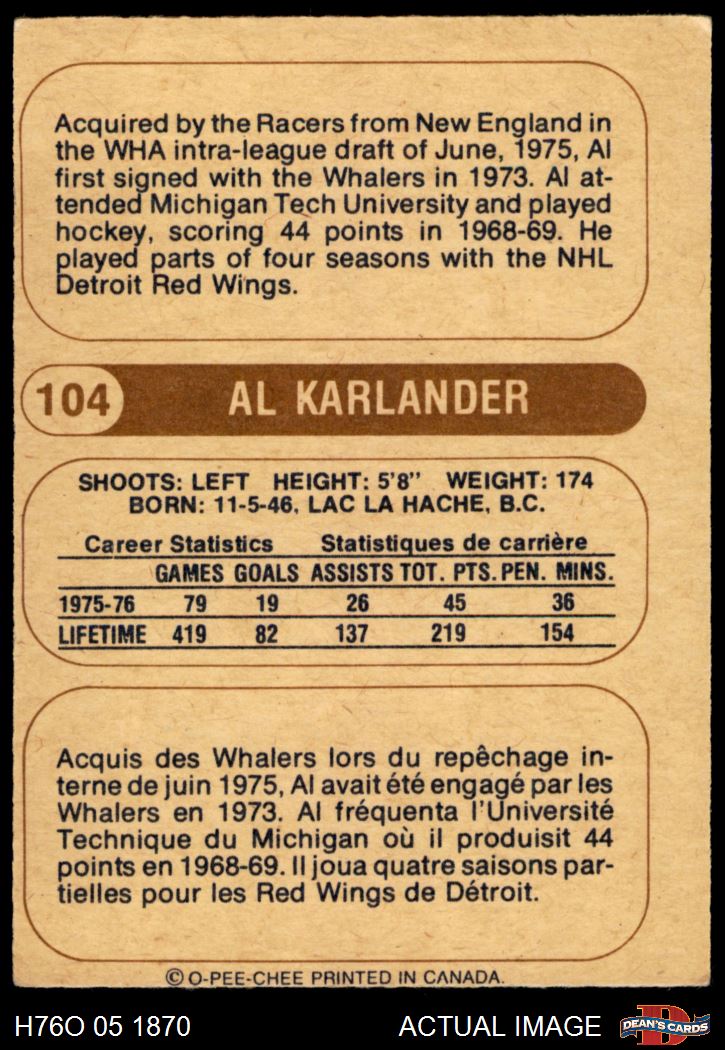 Acquired by the Racers from New England in
the WHA intra-league draft of June, 1975, Al
first signed with the Whalers in 1973. Al at-
tended Michigan Tech University and played
hockey, scoring 44 points in 1968-69. He
played parts of four seasons with the NHL
Detroit Red Wings.
104 AL KARLANDER
SHOOTS: LEFT HEIGHT: 5'8" WEIGHT: 174
BORN: 11-5-46, LAC LA HACHE, B.C.
Career Statistics Statistiques de carrière
GAMES GOALS ASSISTS TOT. PTS. PEN. MINS.
1975-76 79 19 26 45 36
LIFETIME 419 82 137 219 154
Acquis des Whalers lors du repêchage in-
terne de juin 1975, Al avait été engagé par les
Whalers en 1973. Al fréquenta l'Université
Technique du Michigan où il produisit 44
points en 1968-69. Il joua quatre saisons par-
tielles pour les Red Wings de Détroit.
© O-PEE-CHEE PRINTED IN CANADA.
H76O 05 1870 ACTUAL IMAGE D DEAN'S CARDS